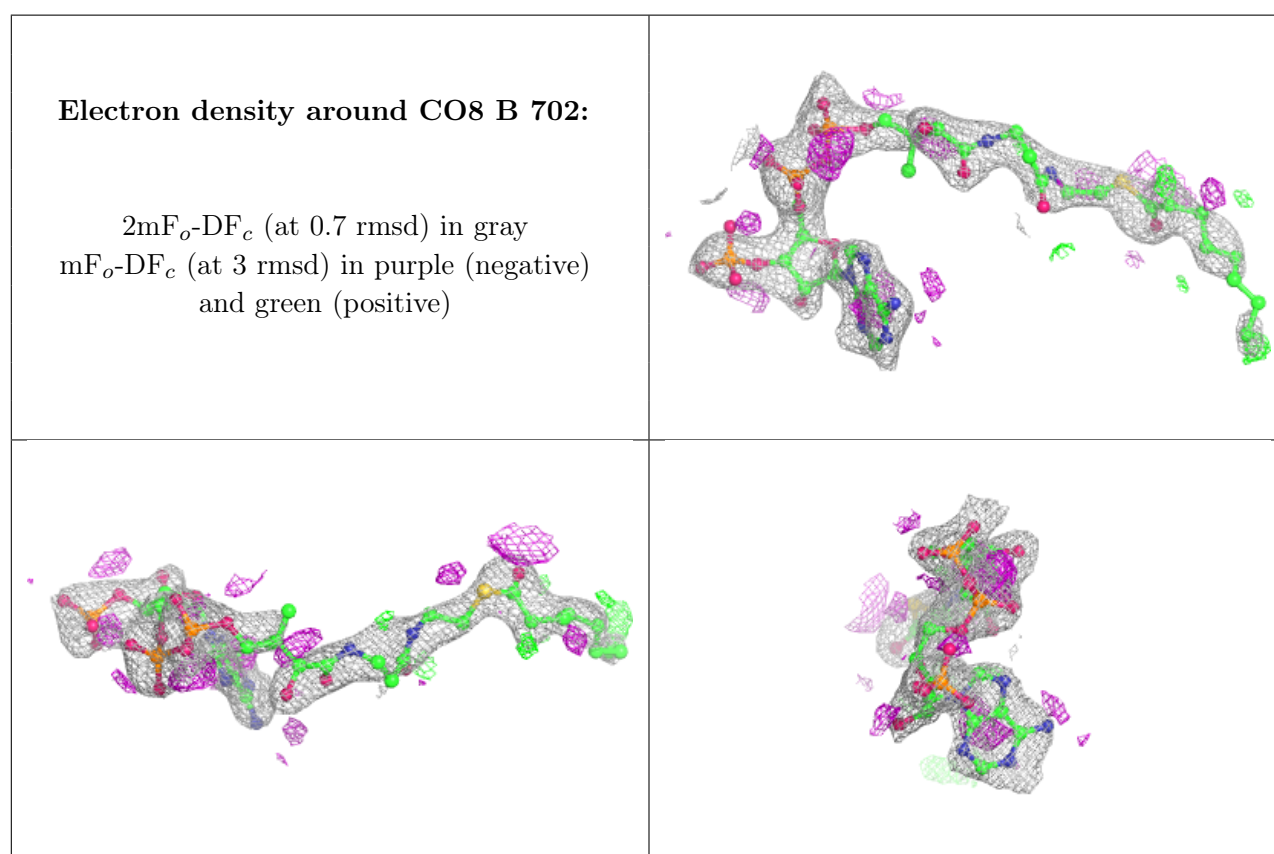 Electron density around CO8 B 702:
2mFo-DFc (at 0.7 rmsd) in gray
mFo-DFc (at 3 rmsd) in purple (negative)
and green (positive)